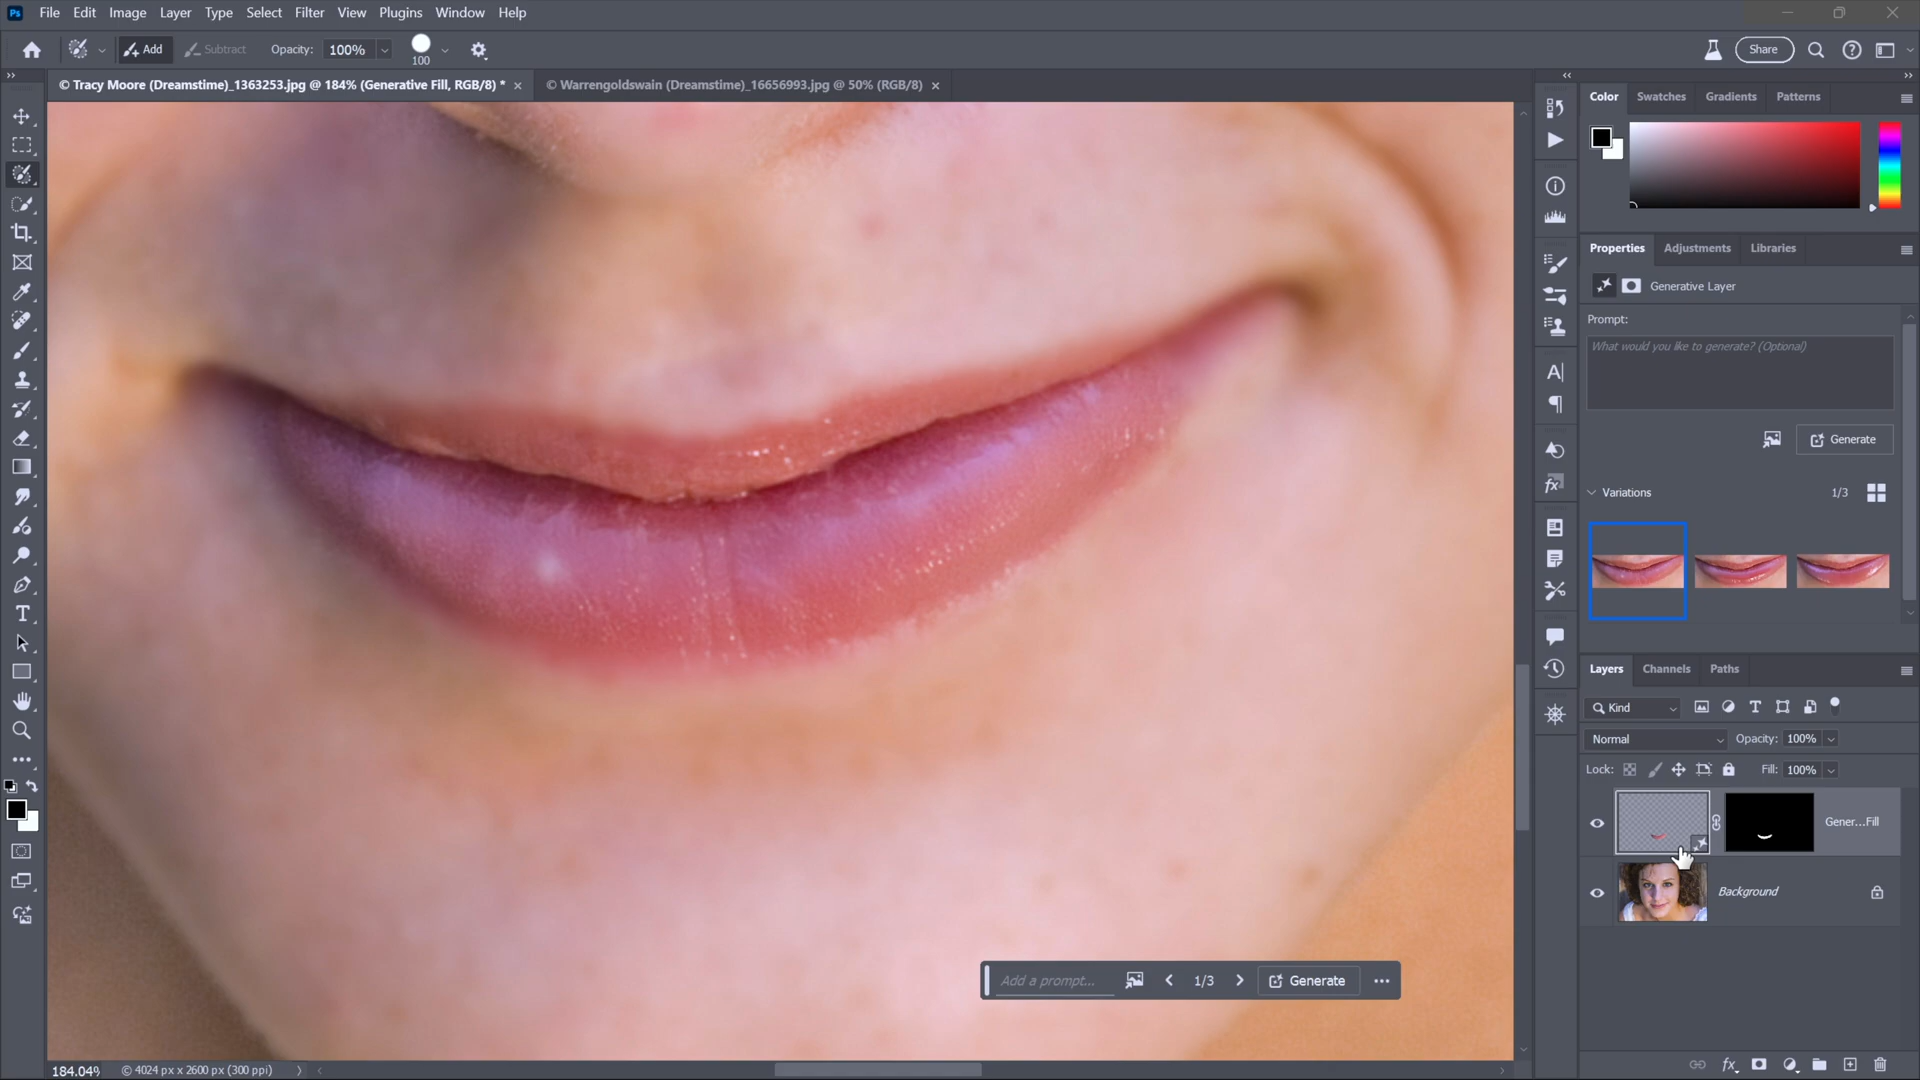 Ps File Edit Image Layer Type Select Filter View Plugins Window Help
Add Subtract Opacity: 100% 100 Share
© Tracy Moore (Dreamstime)_1363253.jpg @ 184% (Generative Fill, RGB/8) * © Warrengoldswain (Dreamstime)_16656993.jpg @ 50% (RGB/8)
Color Swatches Gradients Patterns
Properties Adjustments Libraries
Generative Layer
Prompt:
What would you like to generate? (Optional)
Generate
Variations 1/3
Layers Channels Paths
Kind
Normal Opacity: 100%
Lock: Fill: 100%
Gener...Fill
Background
Add a prompt... 1/3 Generate
184.04% © 4024 px x 2600 px (300 ppi)